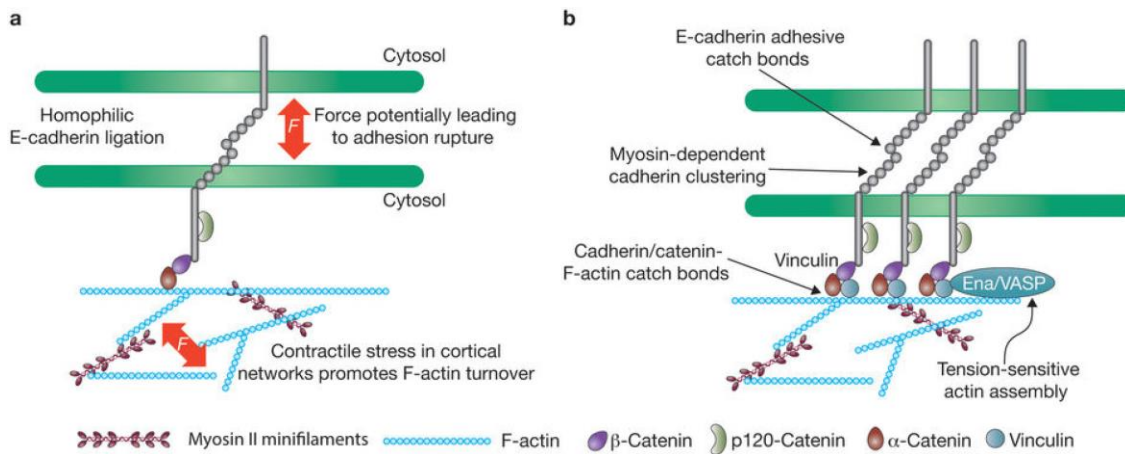 a
Cytosol
Homophilic
E-cadherin ligation
F
Force potentially leading
to adhesion rupture
Cytosol
F
Contractile stress in cortical
networks promotes F-actin turnover
b
E-cadherin adhesive
catch bonds
Myosin-dependent
cadherin clustering
Cadherin/catenin-
F-actin catch bonds
Vinculin
Ena/VASP
Tension-sensitive
actin assembly
Myosin II minifilaments
F-actin
β-Catenin
p120-Catenin
α-Catenin
Vinculin